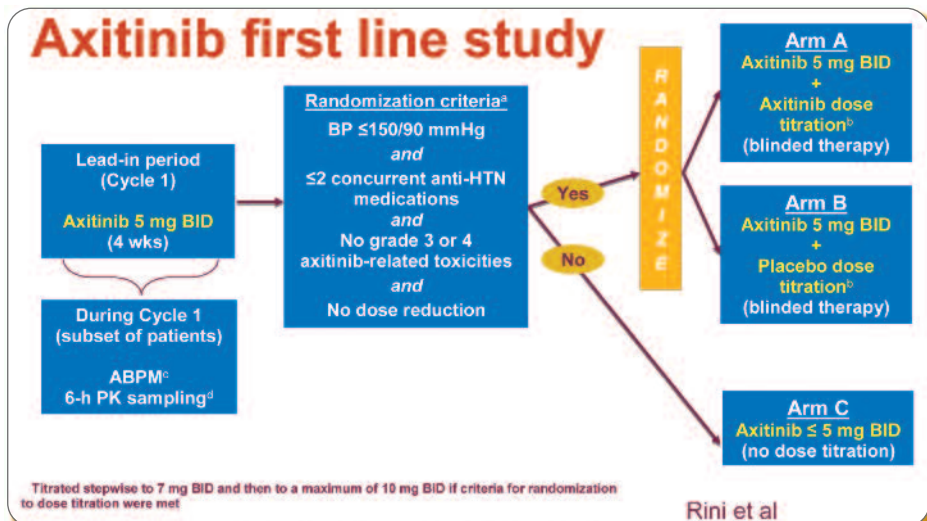 Axitinib first line study
Lead-in period
(Cycle 1)
Axitinib 5 mg BID
(4 wks)
During Cycle 1
(subset of patients)
ABPMᶜ
6-h PK samplingᵈ
Randomization criteriaᵃ
BP ≤150/90 mmHg
and
≤2 concurrent anti-HTN
medications
and
No grade 3 or 4
axitinib-related toxicities
and
No dose reduction
Yes
No
RANDOMIZE
Arm A
Axitinib 5 mg BID
+
Axitinib dose
titrationᵇ
(blinded therapy)
Arm B
Axitinib 5 mg BID
+
Placebo dose
titrationᵇ
(blinded therapy)
Arm C
Axitinib ≤ 5 mg BID
(no dose titration)
Titrated stepwise to 7 mg BID and then to a maximum of 10 mg BID if criteria for randomization
to dose titration were met
Rini et al